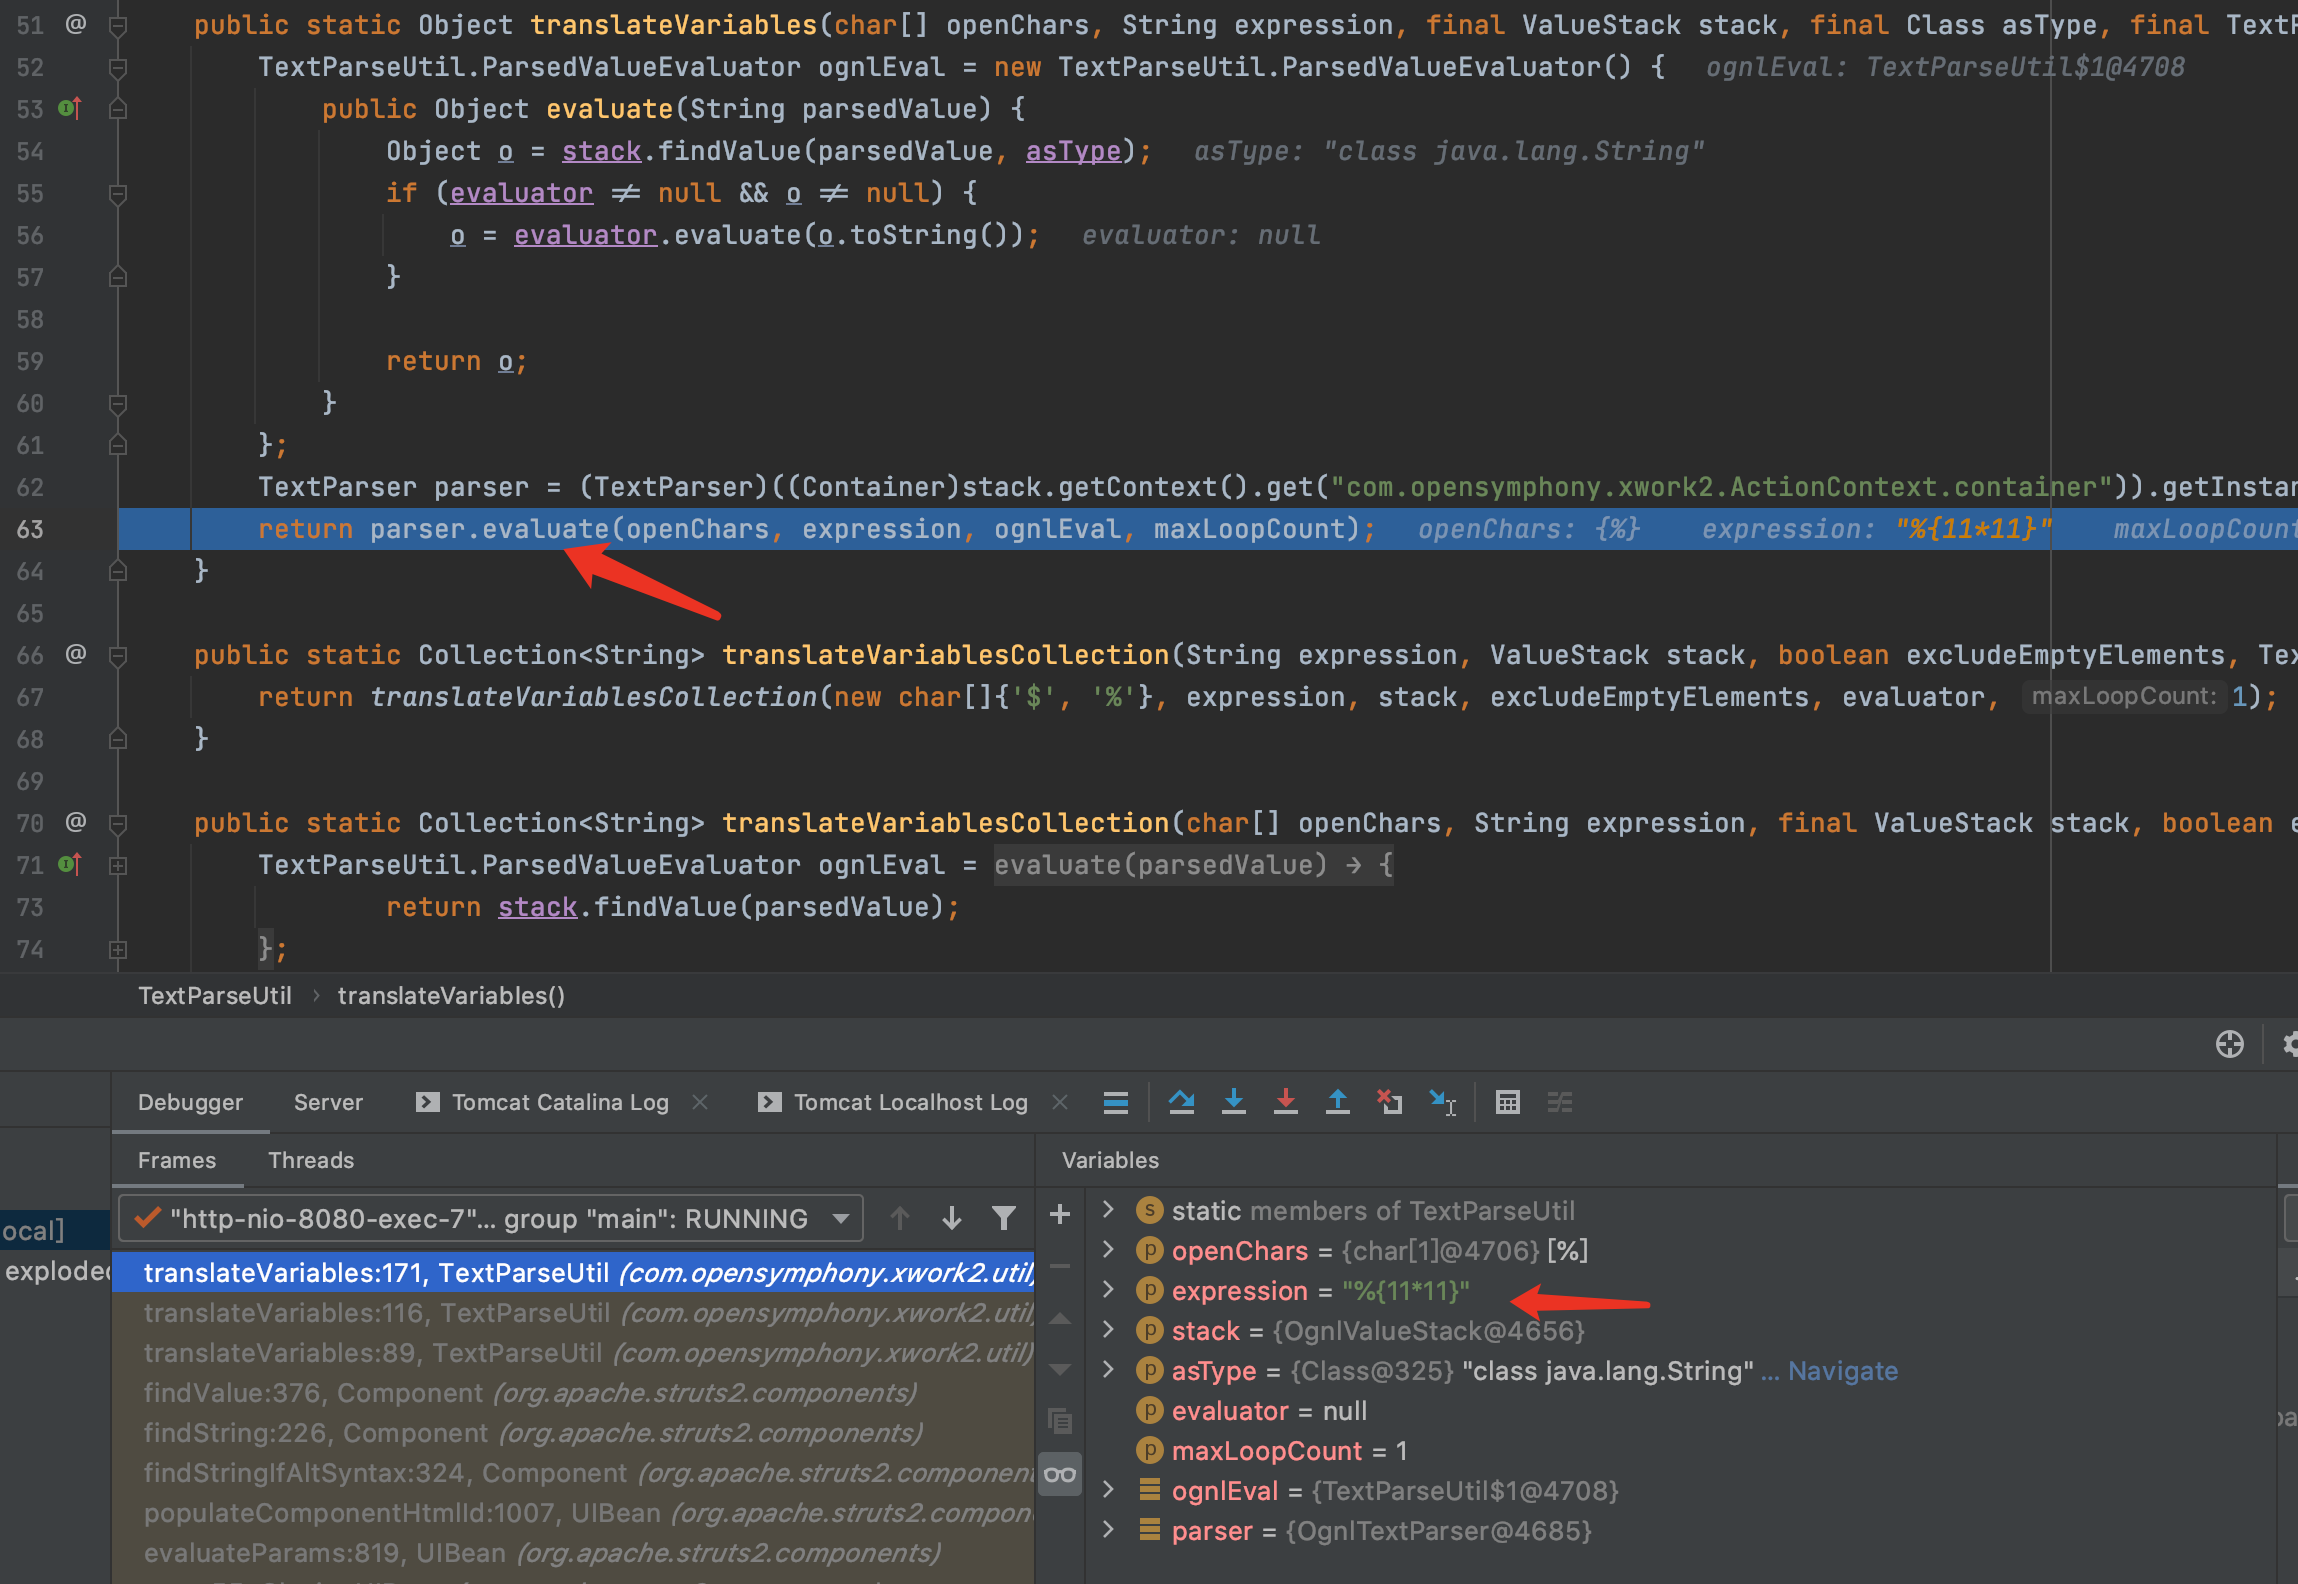 51 @ public static Object translateVariables(char[] openChars, String expression, final ValueStack stack, final Class asType, final TextP
52 TextParseUtil.ParsedValueEvaluator ognlEval = new TextParseUtil.ParsedValueEvaluator() { ognlEval: TextParseUtil$1@4708
53 public Object evaluate(String parsedValue) {
54 Object o = stack.findValue(parsedValue, asType); asType: "class java.lang.String"
55 if (evaluator ≠ null && o ≠ null) {
56 o = evaluator.evaluate(o.toString()); evaluator: null
57 }
58
59 return o;
60 }
61 };
62 TextParser parser = (TextParser)((Container)stack.getContext().get("com.opensymphony.xwork2.ActionContext.container")).getInstan
63 return parser.evaluate(openChars, expression, ognlEval, maxLoopCount); openChars: {%} expression: "%{11*11}" maxLoopCount
64 }
65
66 @ public static Collection<String> translateVariablesCollection(String expression, ValueStack stack, boolean excludeEmptyElements, Tex
67 return translateVariablesCollection(new char[]{'$', '%'}, expression, stack, excludeEmptyElements, evaluator, maxLoopCount: 1);
68 }
69
70 @ public static Collection<String> translateVariablesCollection(char[] openChars, String expression, final ValueStack stack, boolean e
71 TextParseUtil.ParsedValueEvaluator ognlEval = evaluate(parsedValue) → {
73 return stack.findValue(parsedValue);
74 };
TextParseUtil › translateVariables()
Debugger Server Tomcat Catalina Log × Tomcat Localhost Log ×
Frames Threads
Variables
ocal]
exploded
"http-nio-8080-exec-7"... group "main": RUNNING
translateVariables:171, TextParseUtil (com.opensymphony.xwork2.util)
translateVariables:116, TextParseUtil (com.opensymphony.xwork2.util)
translateVariables:89, TextParseUtil (com.opensymphony.xwork2.util)
findValue:376, Component (org.apache.struts2.components)
findString:226, Component (org.apache.struts2.components)
findStringIfAltSyntax:324, Component (org.apache.struts2.component
populateComponentHtmlId:1007, UIBean (org.apache.struts2.compon
evaluateParams:819, UIBean (org.apache.struts2.components)
s static members of TextParseUtil
p openChars = {char[1]@4706} [%]
p expression = "%{11*11}"
p stack = {OgnlValueStack@4656}
p asType = {Class@325} "class java.lang.String" ... Navigate
p evaluator = null
p maxLoopCount = 1
ognlEval = {TextParseUtil$1@4708}
parser = {OgnlTextParser@4685}